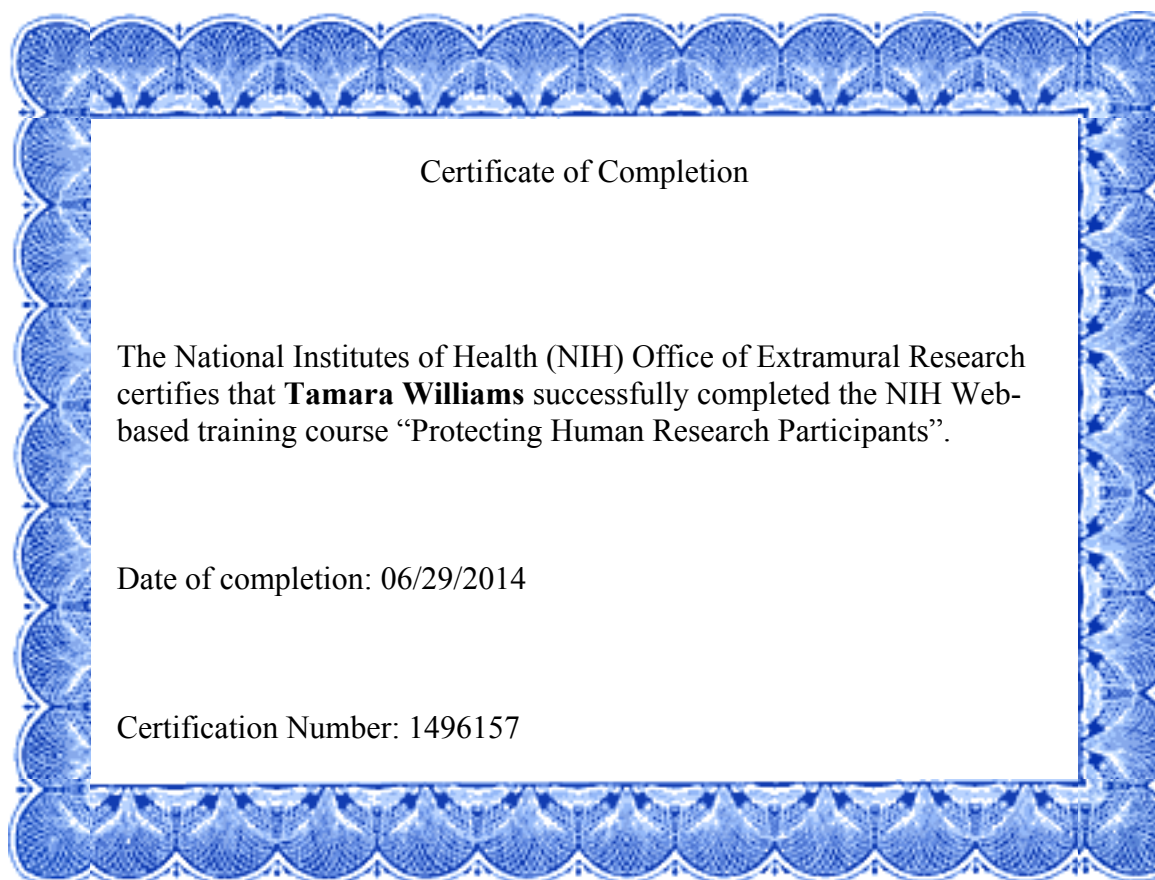 Certificate of Completion
The National Institutes of Health (NIH) Office of Extramural Research
certifies that Tamara Williams successfully completed the NIH Web-
based training course “Protecting Human Research Participants”.
Date of completion: 06/29/2014
Certification Number: 1496157